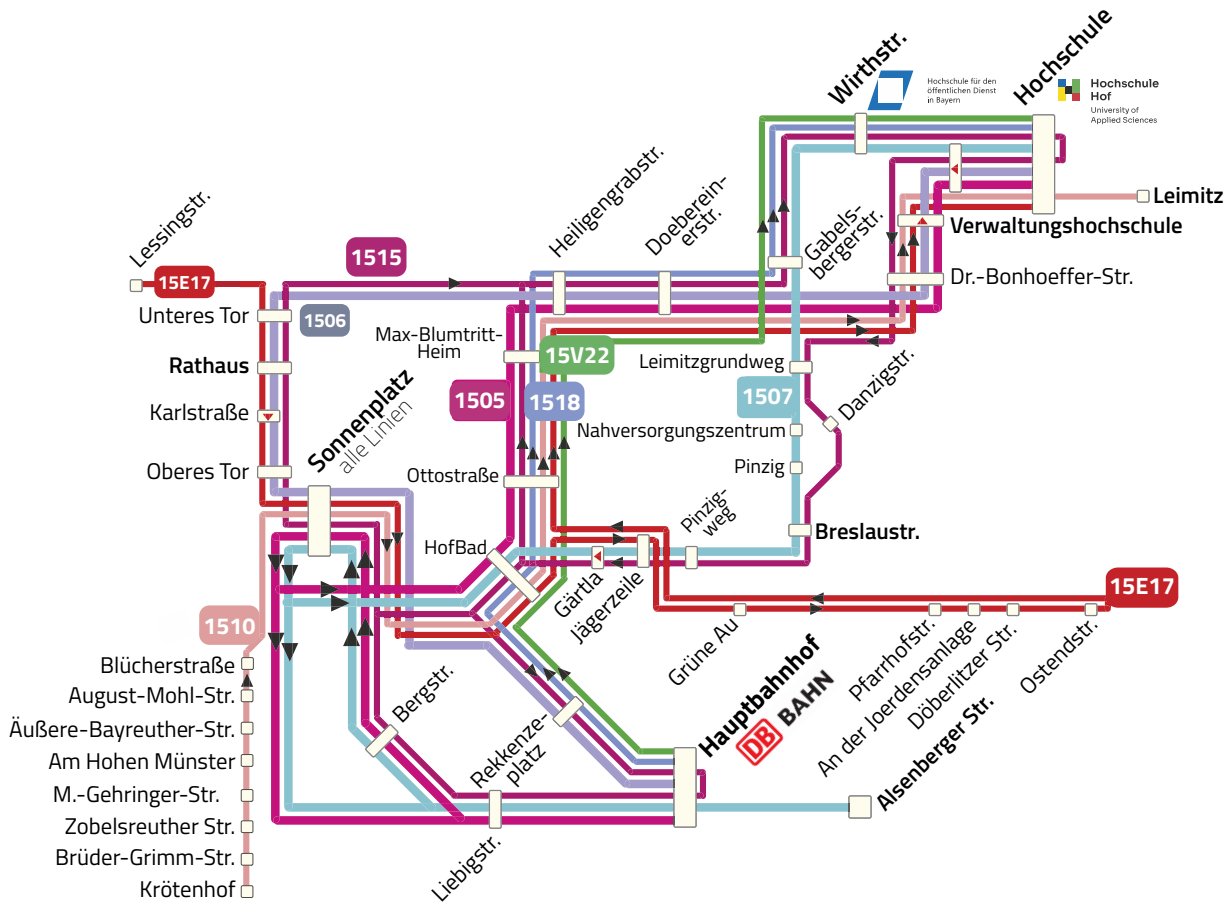 Wirthstr.
Hochschule für den
öffentlichen Dienst
in Bayern
Hochschule
Hochschule
Hof
University of
Applied Sciences
Lessingstr.
Heiligengrabstr.
Doeberein-
erstr.
Gabels-
bergerstr.
Leimitz
Verwaltungshochschule
Dr.-Bonhoeffer-Str.
1515
15E17
Unteres Tor
1506
Max-Blumtritt-
Heim
15V22
Leimitzgrundweg
Danzigstr.
Rathaus
Karlstraße
Sonnenplatz
alle Linien
1505
1518
1507
Nahversorgungszentrum
Pinzig
Oberes Tor
Ottostraße
Pinzig-
weg
Breslaustr.
HofBad
Gärtla
Jägerzeile
15E17
1510
Grüne Au
Pfarrhofstr.
An der Joerdensanlage
Döberlitzer Str.
Ostendstr.
Blücherstraße
August-Mohl-Str.
Äußere-Bayreuther-Str.
Am Hohen Münster
M.-Gehringer-Str.
Zobelsreuther Str.
Brüder-Grimm-Str.
Krötenhof
Bergstr.
Rekkenze-
platz
Liebigstr.
Hauptbahnhof
DB BAHN
Alsenberger Str.